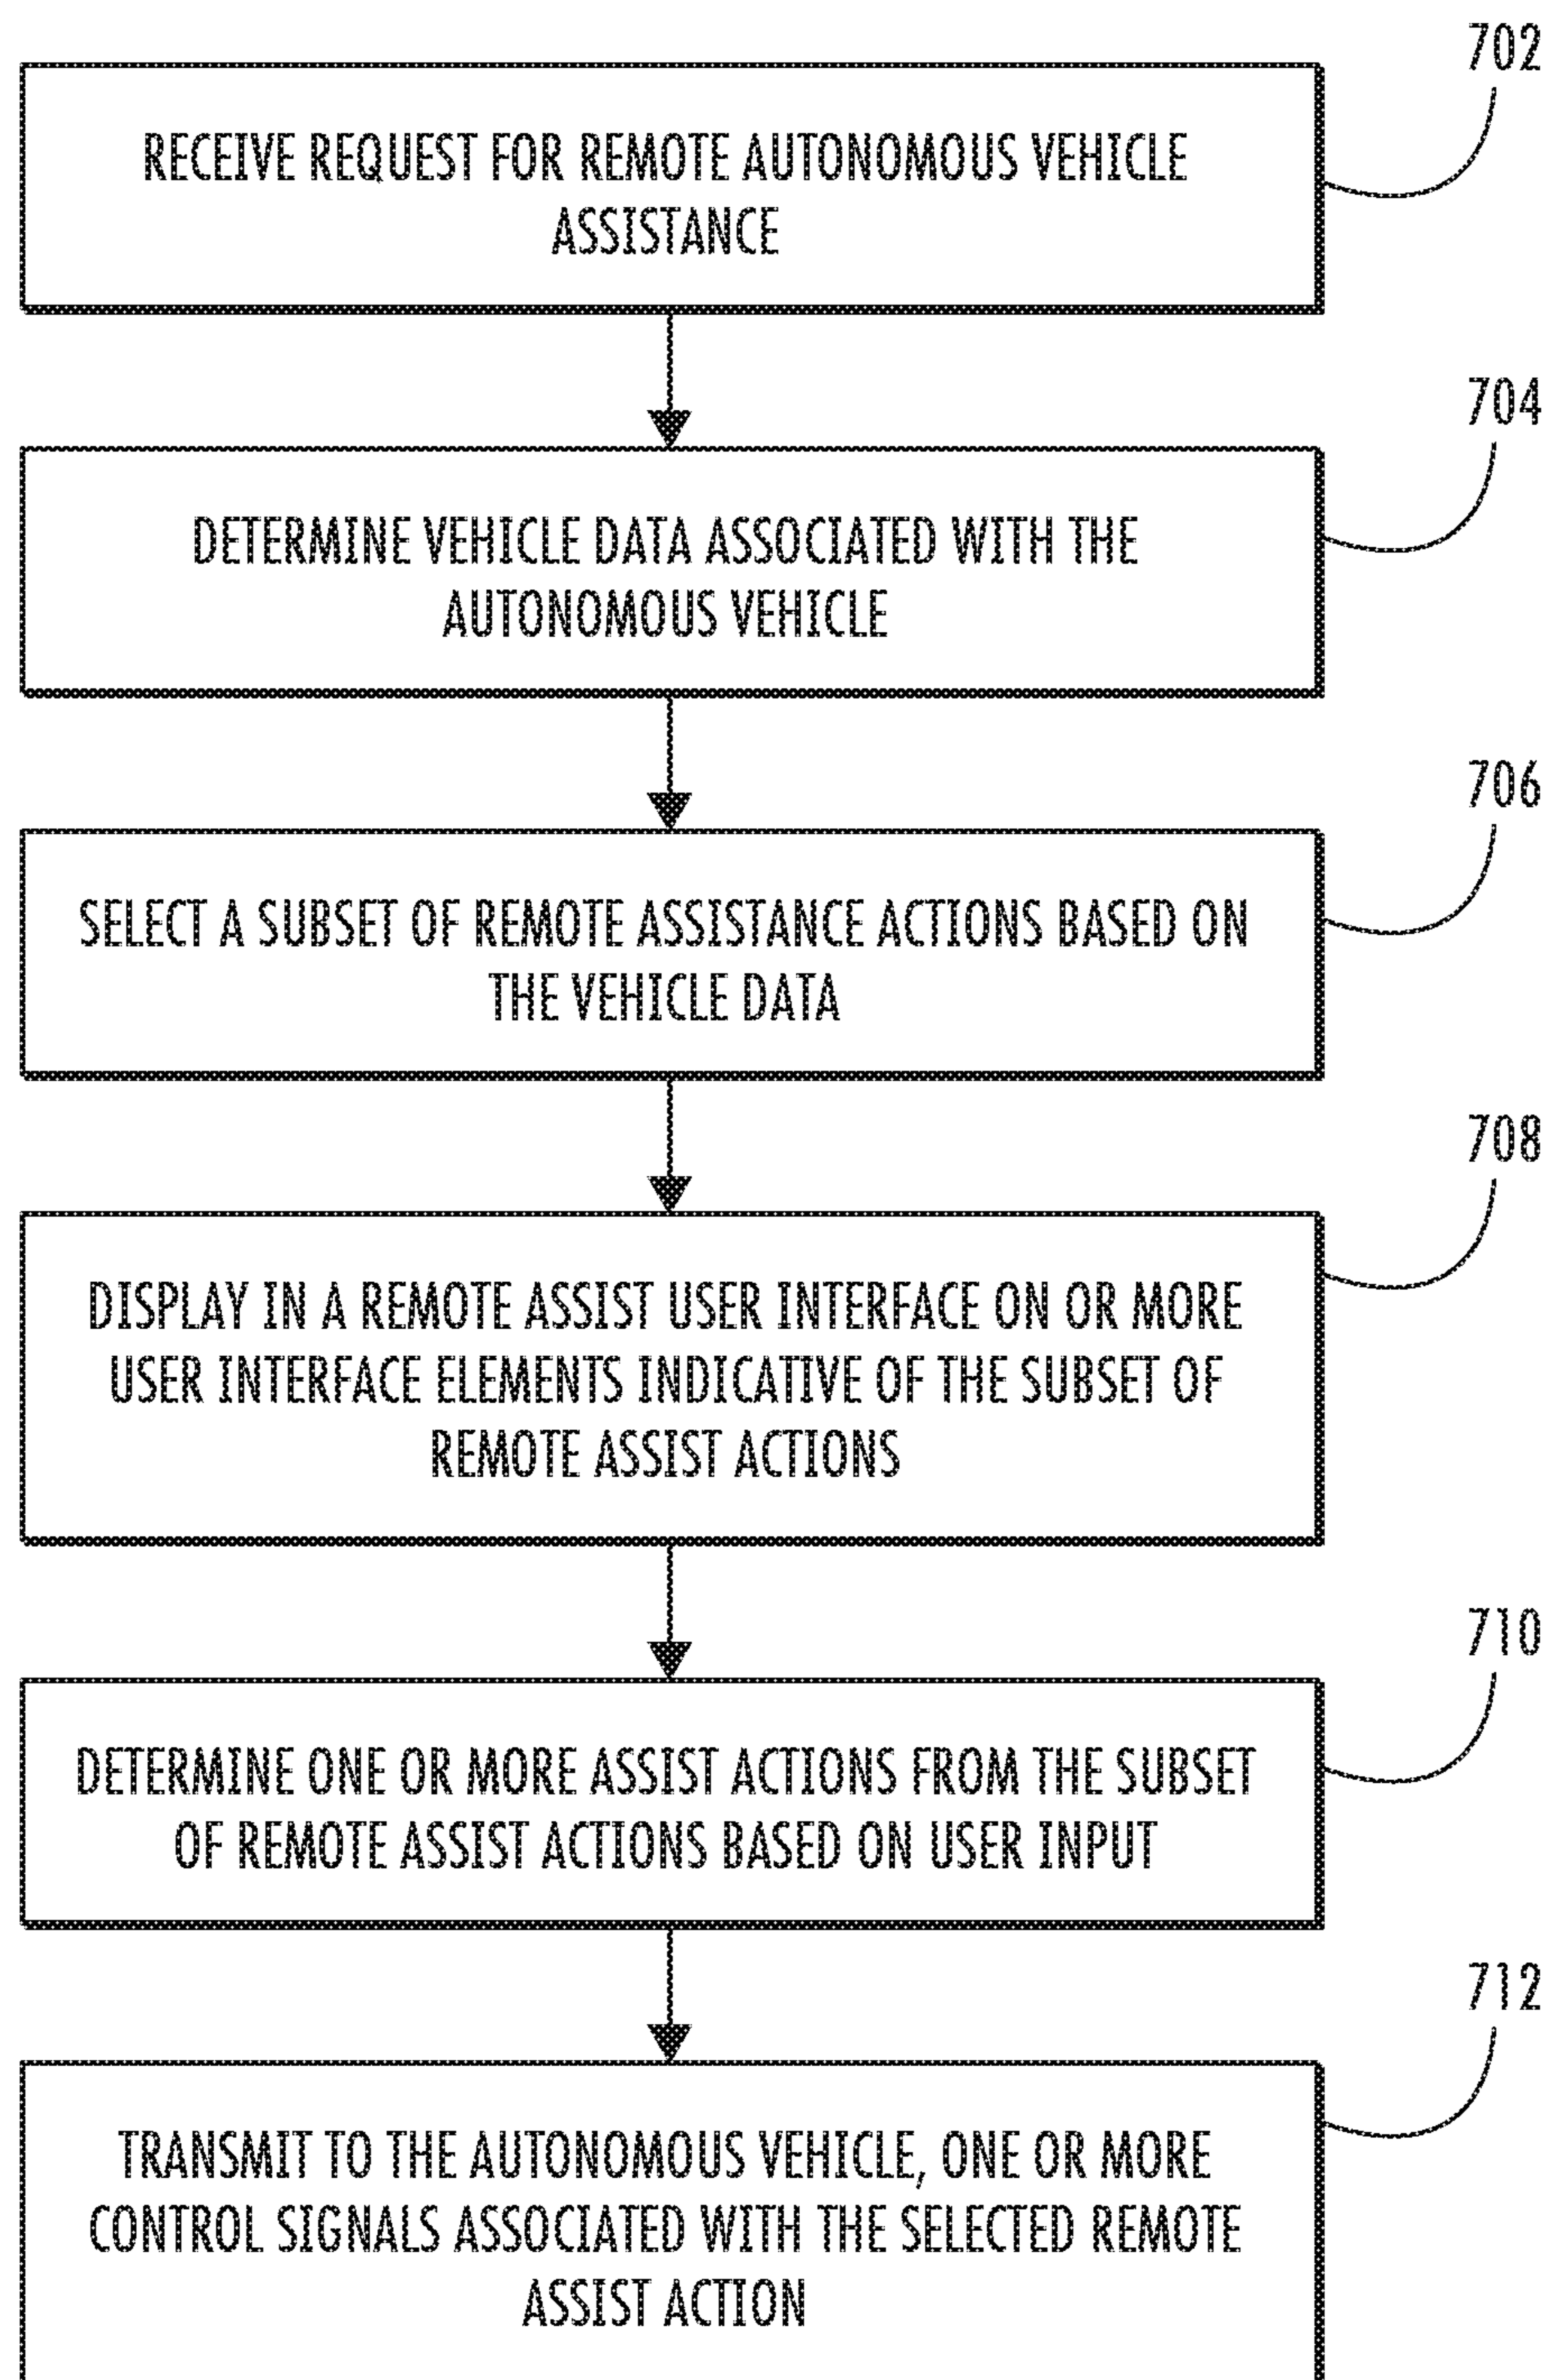 702
RECEIVE REQUEST FOR REMOTE AUTONOMOUS VEHICLE
ASSISTANCE
704
DETERMINE VEHICLE DATA ASSOCIATED WITH THE
AUTONOMOUS VEHICLE
706
SELECT A SUBSET OF REMOTE ASSISTANCE ACTIONS BASED ON
THE VEHICLE DATA
708
DISPLAY IN A REMOTE ASSIST USER INTERFACE ON OR MORE
USER INTERFACE ELEMENTS INDICATIVE OF THE SUBSET OF
REMOTE ASSIST ACTIONS
710
DETERMINE ONE OR MORE ASSIST ACTIONS FROM THE SUBSET
OF REMOTE ASSIST ACTIONS BASED ON USER INPUT
712
TRANSMIT TO THE AUTONOMOUS VEHICLE, ONE OR MORE
CONTROL SIGNALS ASSOCIATED WITH THE SELECTED REMOTE
ASSIST ACTION